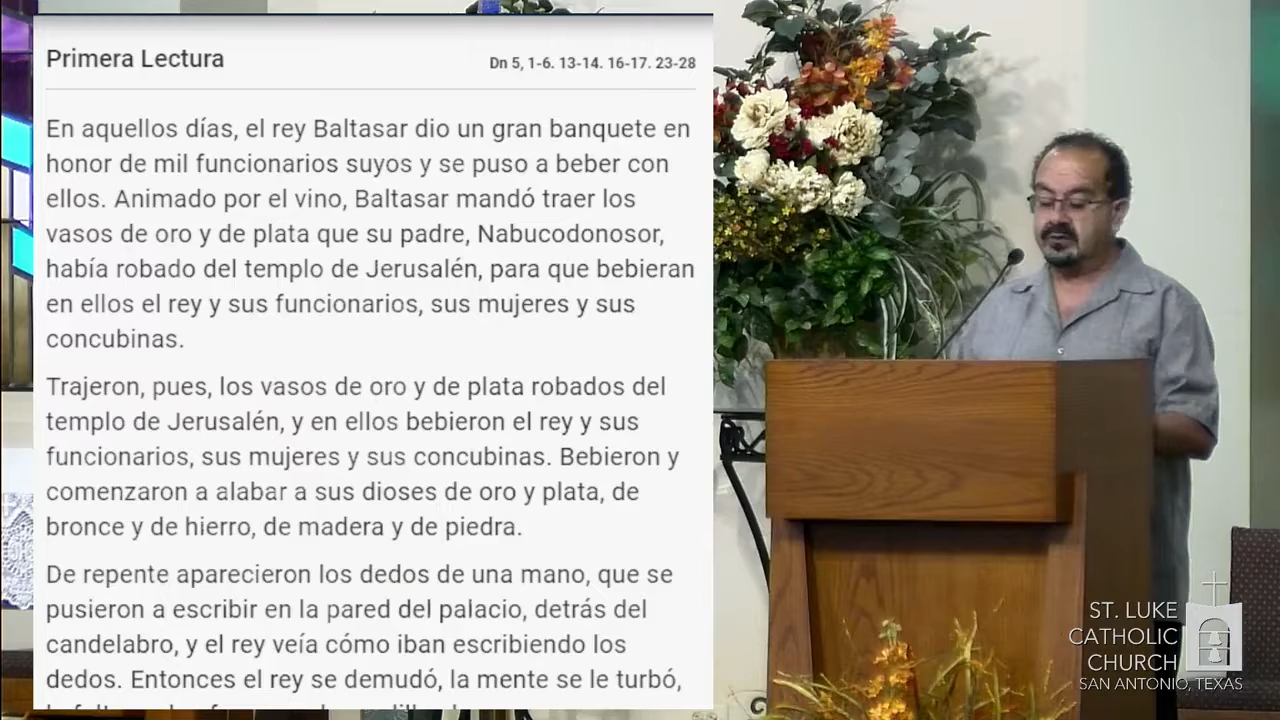 Primera Lectura
Dn 5, 1-6. 13-14. 16-17. 23-28
En aquellos días, el rey Baltasar dio un gran banquete en
honor de mil funcionarios suyos y se puso a beber con
ellos. Animado por el vino, Baltasar mandó traer los
vasos de oro y de plata que su padre, Nabucodonosor,
había robado del templo de Jerusalén, para que bebieran
en ellos el rey y sus funcionarios, sus mujeres y sus
concubinas.
Trajeron, pues, los vasos de oro y de plata robados del
templo de Jerusalén, y en ellos bebieron el rey y sus
funcionarios, sus mujeres y sus concubinas. Bebieron y
comenzaron a alabar a sus dioses de oro y plata, de
bronce y de hierro, de madera y de piedra.
De repente aparecieron los dedos de una mano, que se
pusieron a escribir en la pared del palacio, detrás del
candelabro, y el rey veía cómo iban escribiendo los
dedos. Entonces el rey se demudó, la mente se le turbó,
ST. LUKE
CATHOLIC
CHURCH
SAN ANTONIO, TEXAS